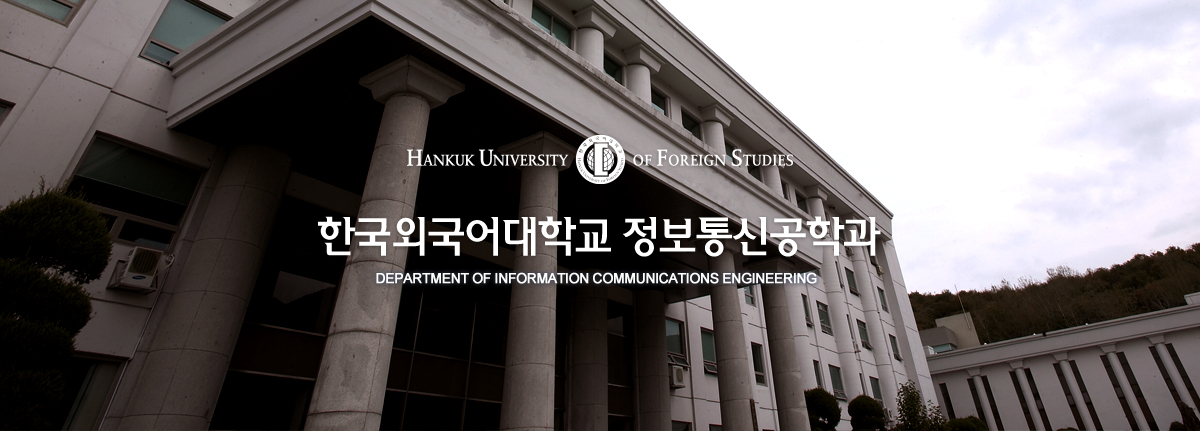 HANKUK UNIVERSITY OF FOREIGN STUDIES
한국외국어대학교 정보통신공학과
DEPARTMENT OF INFORMATION COMMUNICATIONS ENGINEERING